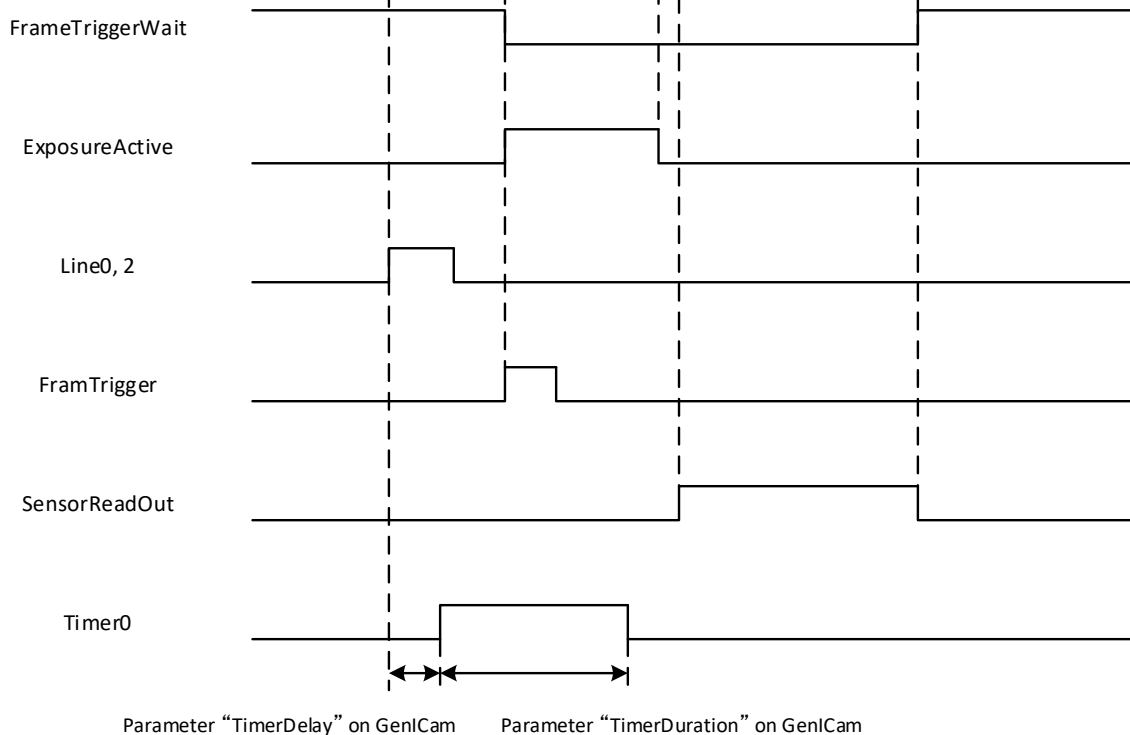 FrameTriggerWait
ExposureActive
Line0, 2
FramTrigger
SensorReadOut
Timer0
Parameter “TimerDelay” on GenICam
Parameter “TimerDuration” on GenICam